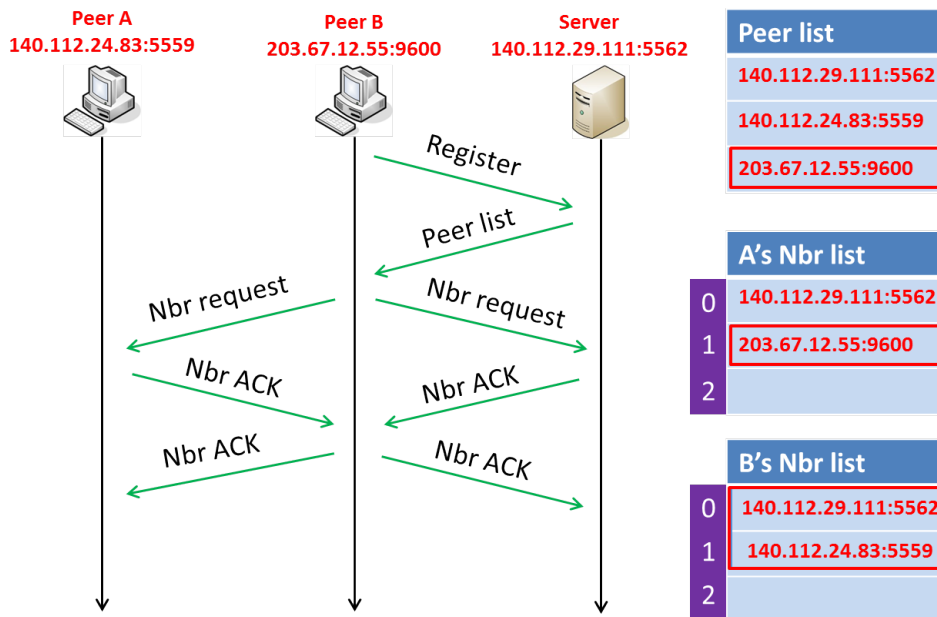 Peer A
140.112.24.83:5559
Peer B
203.67.12.55:9600
Server
140.112.29.111:5562
Register
Peer list
Nbr request
Nbr request
Nbr ACK
Nbr ACK
Nbr ACK
Nbr ACK
Peer list
140.112.29.111:5562
140.112.24.83:5559
203.67.12.55:9600
A's Nbr list
0 140.112.29.111:5562
1 203.67.12.55:9600
2
B's Nbr list
0 140.112.29.111:5562
1 140.112.24.83:5559
2